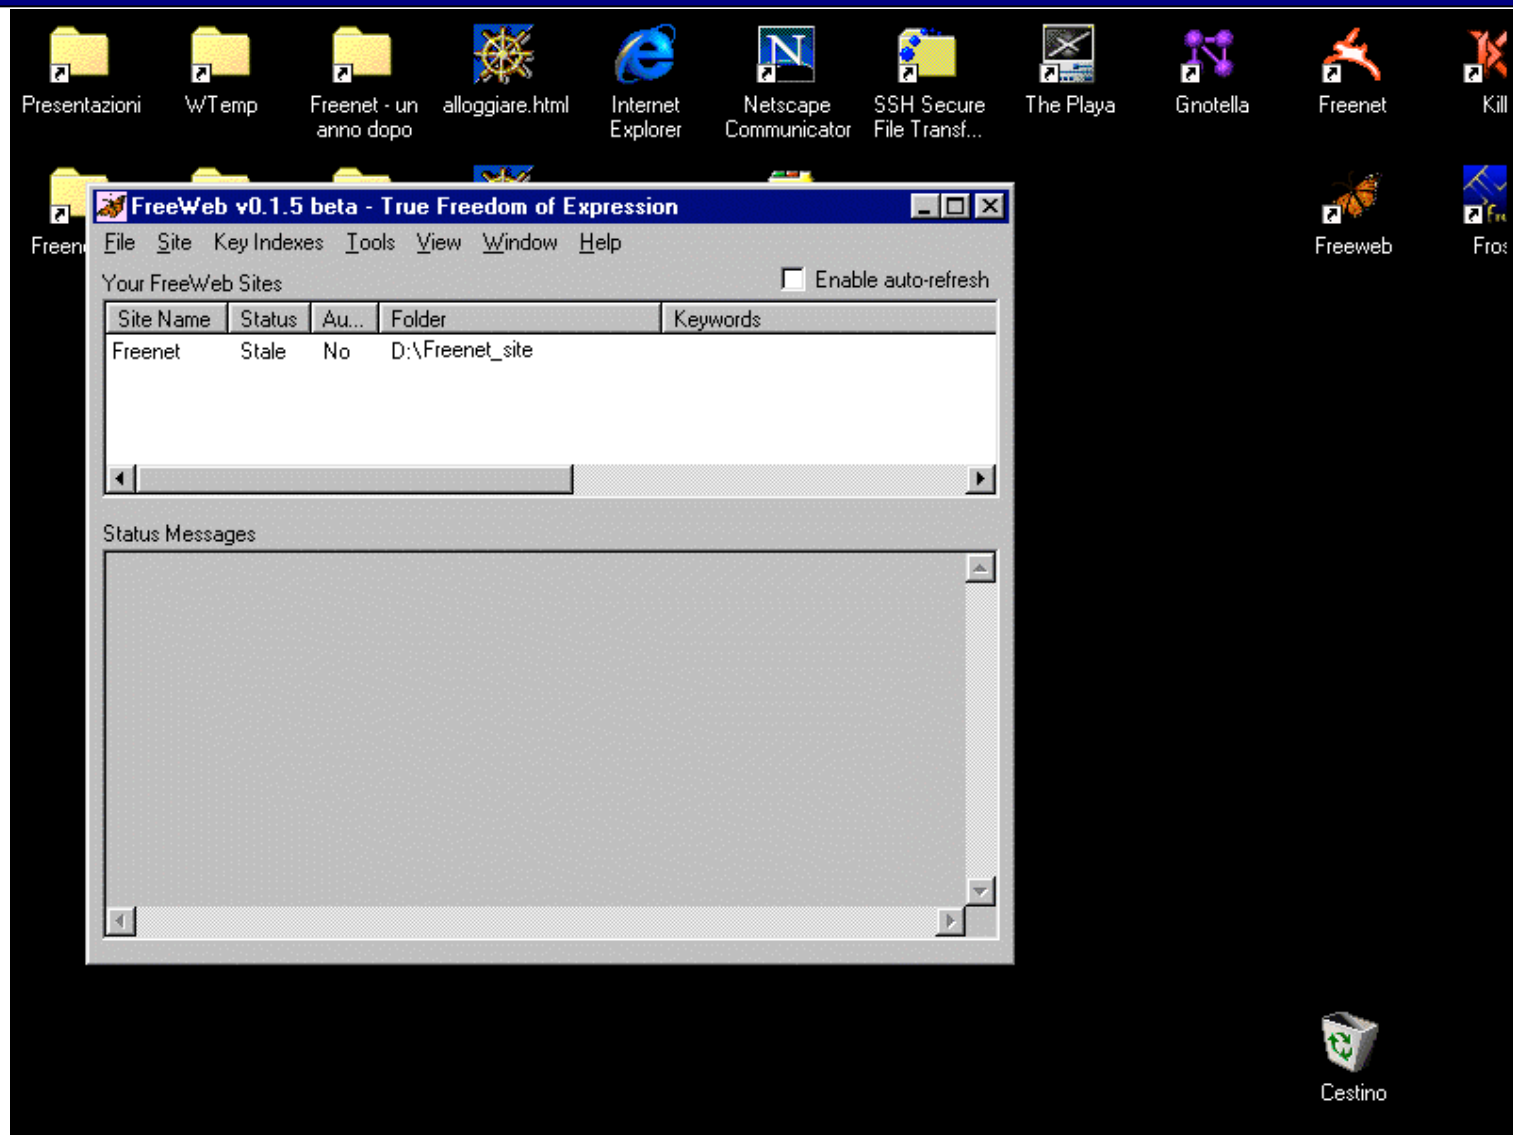 Presentazioni
WTemp
Freenet - un
anno dopo
alloggiare.html
Internet
Explorer
Netscape
Communicator
SSH Secure
File Transf...
The Playa
Gnotella
Freenet
Kill
FreeWeb v0.1.5 beta - True Freedom of Expression
File Site Key Indexes Tools View Window Help
Your FreeWeb Sites
Enable auto-refresh
Site Name Status Au... Folder Keywords
Freenet Stale No D:\Freenet_site
Status Messages
Freeweb
Cestino